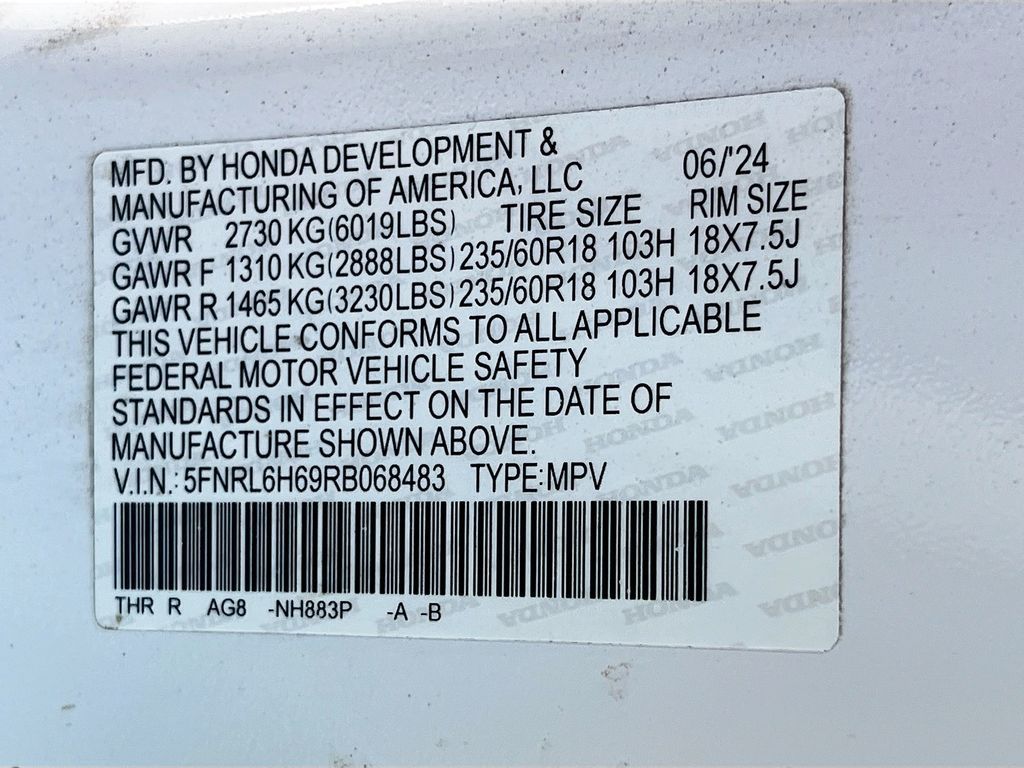 MFD. BY HONDA DEVELOPMENT &
MANUFACTURING OF AMERICA, LLC 06/'24
GVWR 2730 KG(6019LBS) TIRE SIZE RIM SIZE
GAWR F 1310 KG(2888LBS) 235/60R18 103H 18X7.5J
GAWR R 1465 KG(3230LBS) 235/60R18 103H 18X7.5J
THIS VEHICLE CONFORMS TO ALL APPLICABLE
FEDERAL MOTOR VEHICLE SAFETY
STANDARDS IN EFFECT ON THE DATE OF
MANUFACTURE SHOWN ABOVE.
V.I.N.: 5FNRL6H69RB068483 TYPE:MPV
THR R AG8 -NH883P -A -B